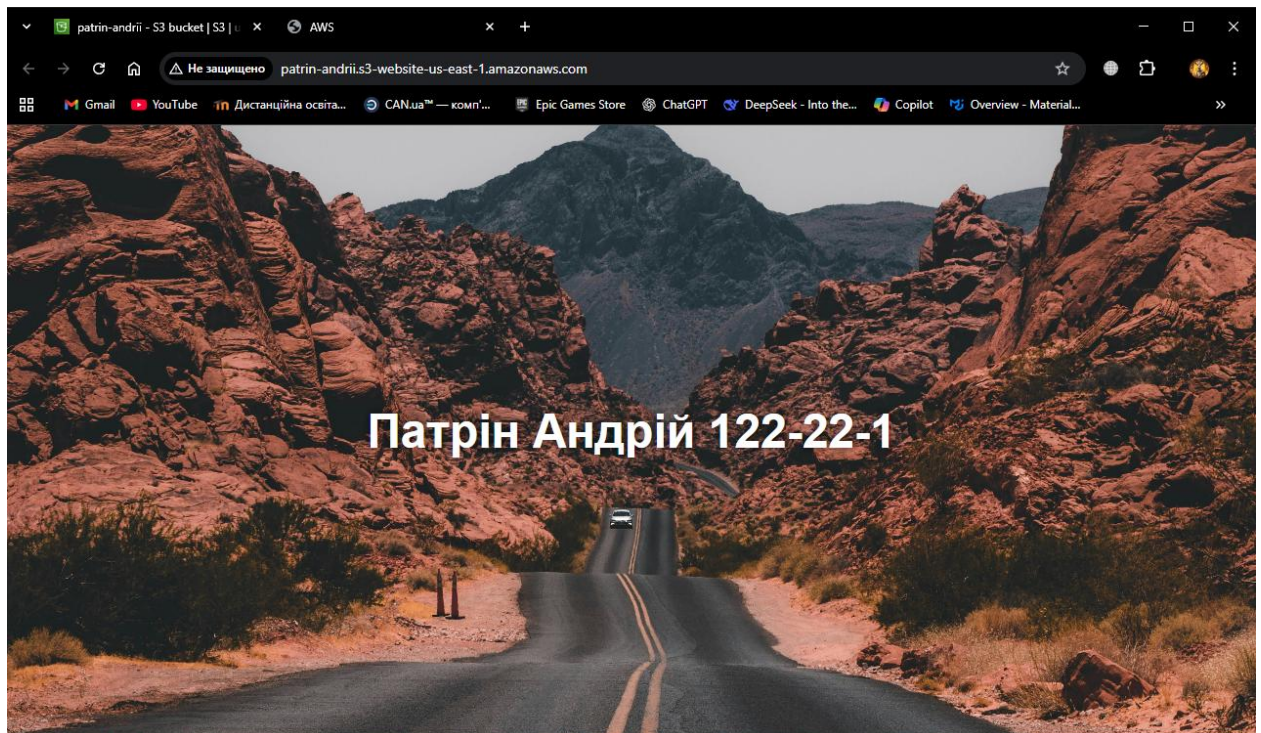 patrin-andrii - S3 bucket | S3 | u
AWS
Не защищено
patrin-andrii.s3-website-us-east-1.amazonaws.com
Gmail
YouTube
Дистанційна освіта...
CAN.ua™ — комп'...
Epic Games Store
ChatGPT
DeepSeek - Into the...
Copilot
Overview - Material...
Патрін Андрій 122-22-1